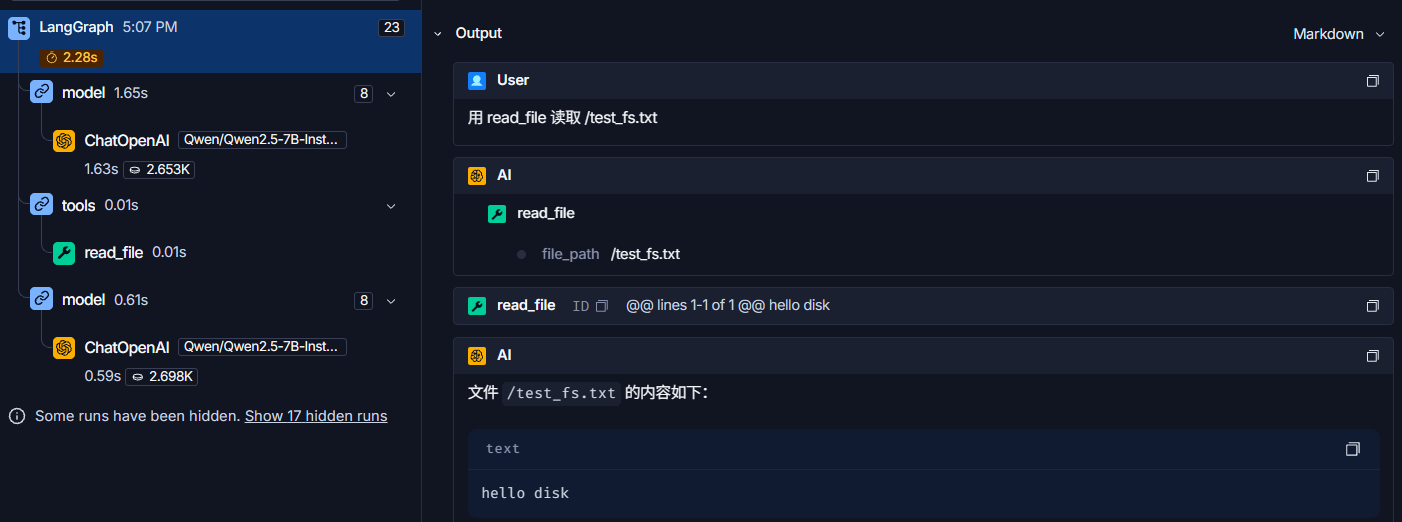 LangGraph 5:07 PM 23
2.28s
model 1.65s 8
ChatOpenAI Qwen/Qwen2.5-7B-Inst...
1.63s 2.653K
tools 0.01s
read_file 0.01s
model 0.61s 8
ChatOpenAI Qwen/Qwen2.5-7B-Inst...
0.59s 2.698K
Some runs have been hidden. Show 17 hidden runs
Output Markdown
User
用 read_file 读取 /test_fs.txt
AI
read_file
file_path /test_fs.txt
read_file ID @@ lines 1-1 of 1 @@ hello disk
AI
文件 /test_fs.txt 的内容如下：
text
hello disk